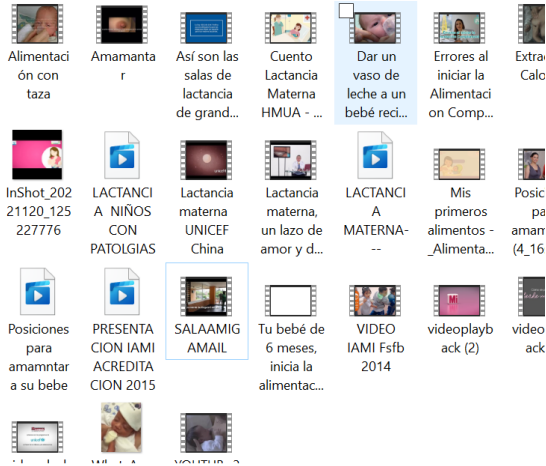 Alimentaci
ón con
taza
Amamanta
r
Así son las
salas de
lactancia
de grand...
Cuento
Lactancia
Materna
HMUA - ...
Dar un
vaso de
leche a un
bebé reci...
Errores al
iniciar la
Alimentaci
on Comp...
Extrac
Calo
InShot_202
21120_125
227776
LACTANCI
A NIÑOS
CON
PATOLGIAS
Lactancia
materna
UNICEF
China
Lactancia
materna,
un lazo de
amor y d...
LACTANCI
A
MATERNA-
--
Mis
primeros
alimentos -
_Alimenta...
Posic
pa
amam
(4_16
Posiciones
para
amamntar
a su bebe
PRESENTA
CION IAMI
ACREDITA
CION 2015
SALAAMIG
AMAIL
Tu bebé de
6 meses,
inicia la
alimentac...
VIDEO
IAMI Fsfb
2014
videoplayb
ack (2)
video
ack